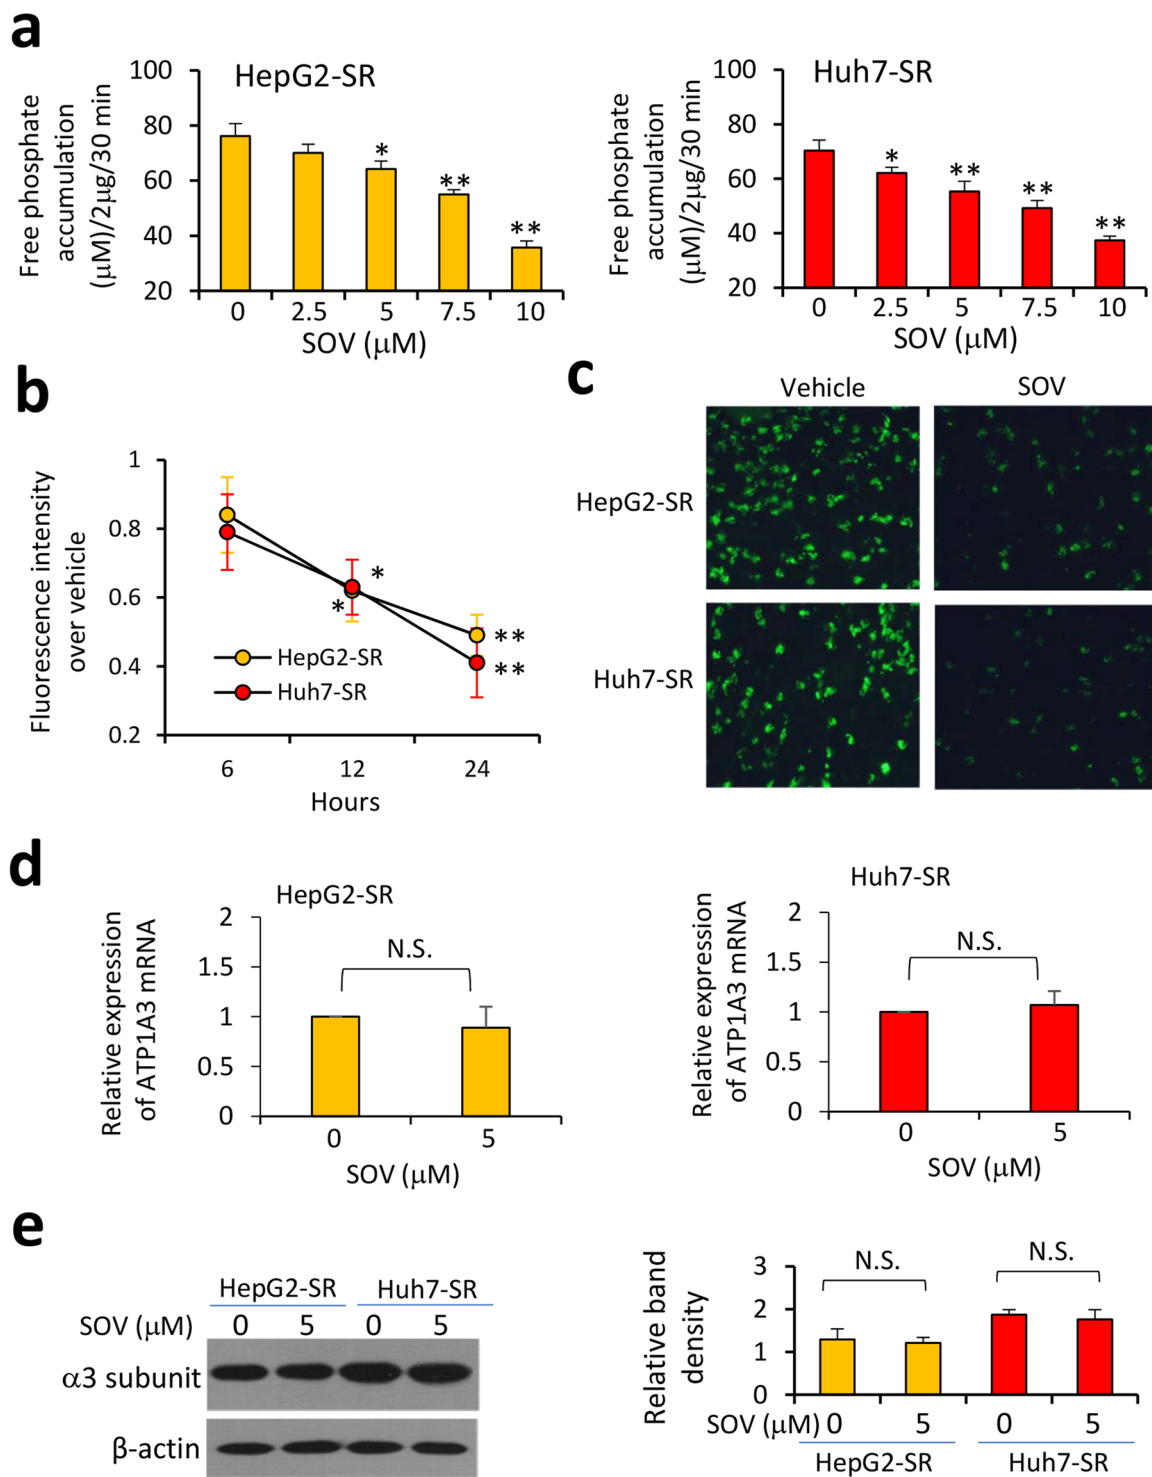 a
HepG2-SR
Free phosphate
accumulation
(μM)/2μg/30 min
100
80
60
40
20
*
**
**
0 2.5 5 7.5 10
SOV (μM)
Huh7-SR
Free phosphate
accumulation
(μM)/2μg/30 min
100
80
60
40
20
*
**
**
**
0 2.5 5 7.5 10
SOV (μM)
b
Fluorescence intensity
over vehicle
1
0.8
0.6
0.4
0.2
*
*
**
**
HepG2-SR
Huh7-SR
6 12 24
Hours
c
Vehicle SOV
HepG2-SR
Huh7-SR
d
HepG2-SR
Relative expression
of ATP1A3 mRNA
2
1.5
1
0.5
0
N.S.
0 5
SOV (μM)
Huh7-SR
Relative expression
of ATP1A3 mRNA
2
1.5
1
0.5
0
N.S.
0 5
SOV (μM)
e
HepG2-SR Huh7-SR
SOV (μM) 0 5 0 5
α3 subunit
β-actin
Relative band
density
3
2
1
0
N.S.
N.S.
SOV (μM) 0 5 0 5
HepG2-SR Huh7-SR